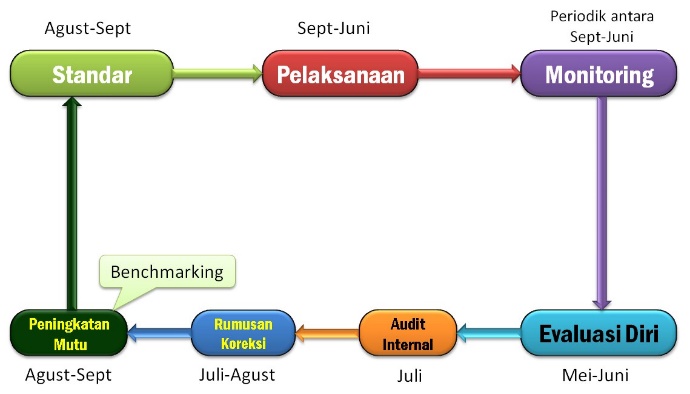 Agust-Sept
Sept-Juni
Periodik antara
Sept-Juni
Standar
Pelaksanaan
Monitoring
Benchmarking
Peningkatan
Mutu
Rumusan
Koreksi
Audit
Internal
Evaluasi Diri
Agust-Sept
Juli-Agust
Juli
Mei-Juni